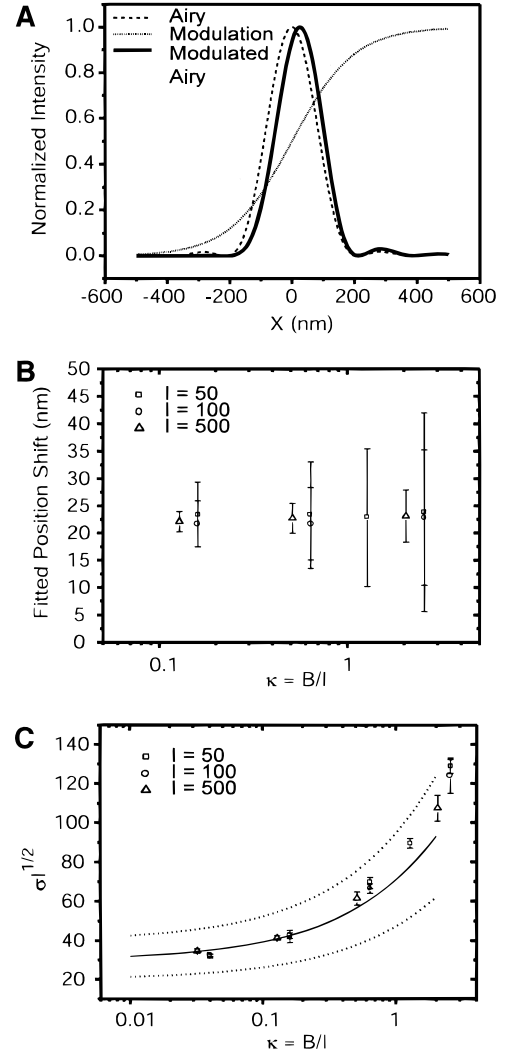 A
Airy
Modulation
Modulated
Airy
Normalized Intensity
1.0
0.8
0.6
0.4
0.2
0.0
-600 -400 -200 0 200 400 600
X (nm)
B
I = 50
I = 100
I = 500
Fitted Position Shift (nm)
50
45
40
35
30
25
20
15
10
5
0
0.1 1
κ = B/I
C
I = 50
I = 100
I = 500
σI^1/2
140
120
100
80
60
40
20
0.01 0.1 1
κ = B/I